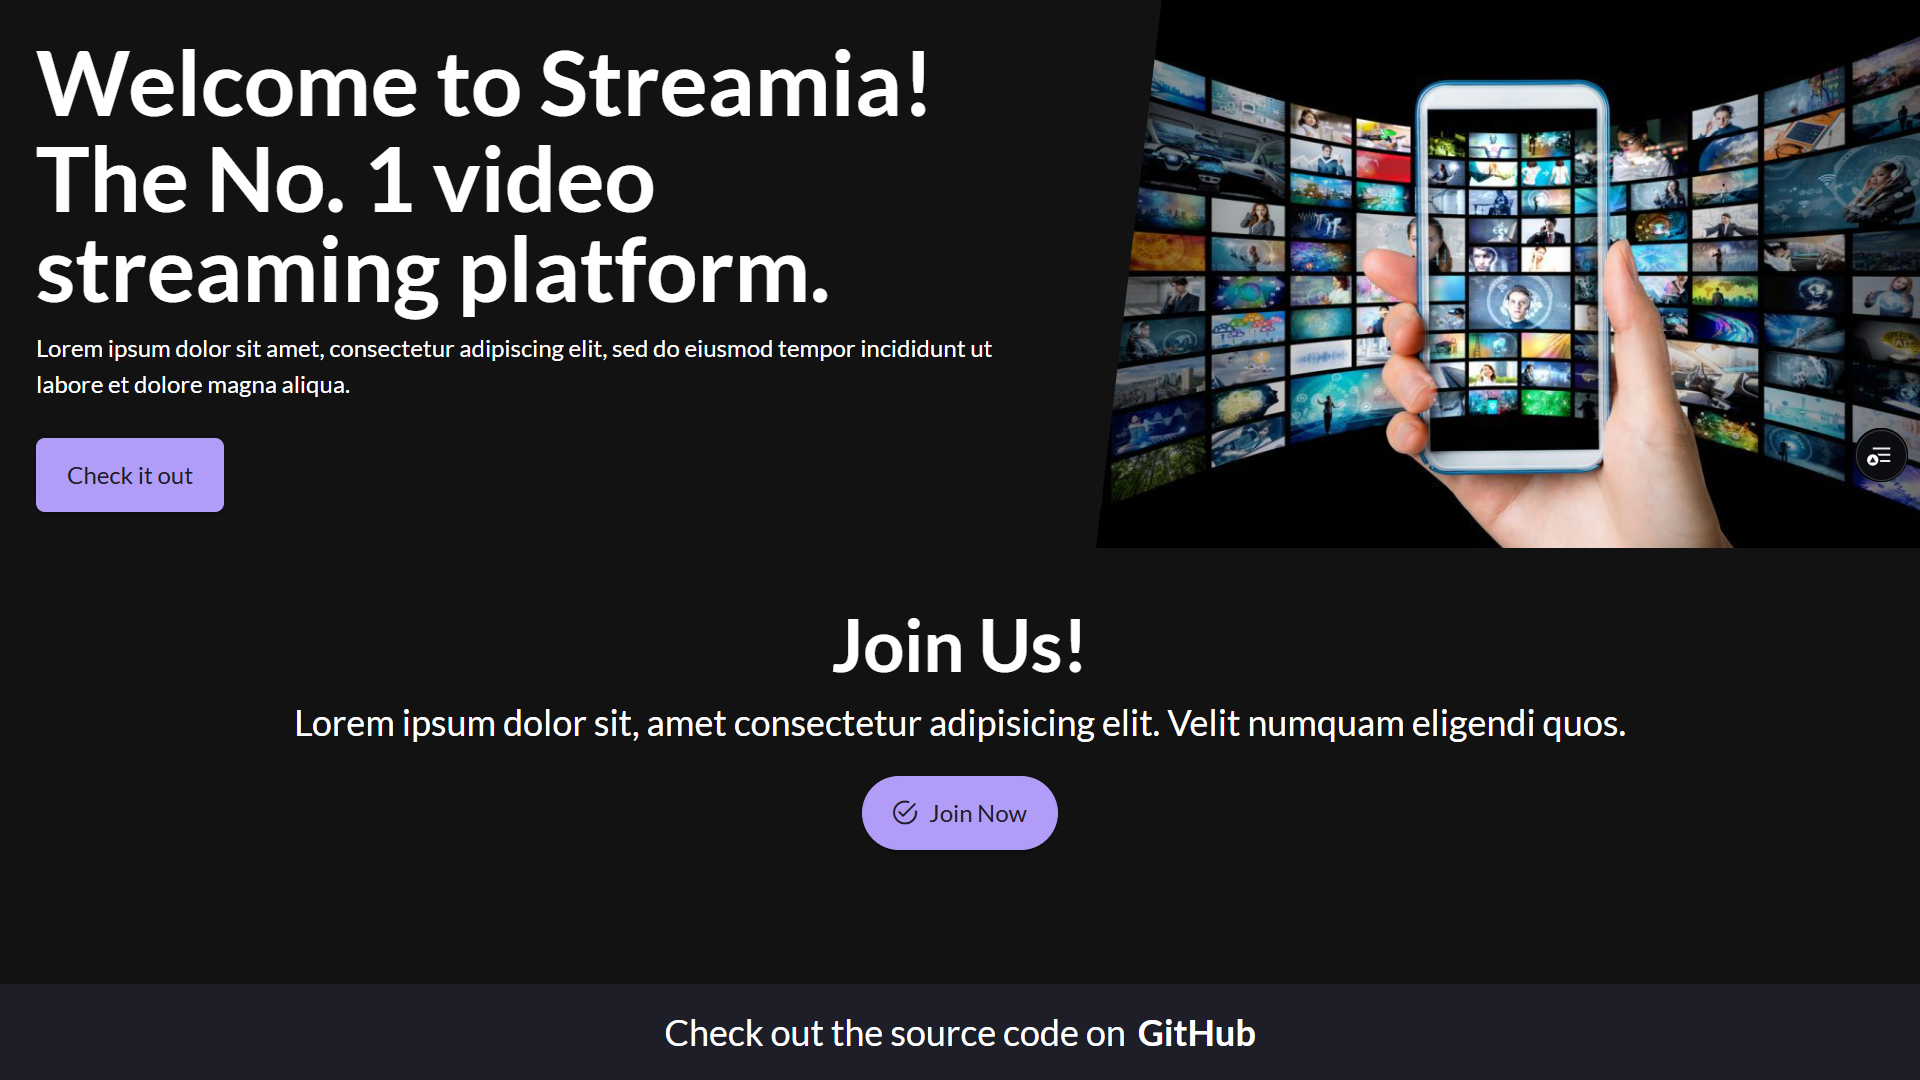 Welcome to Streamia!
The No. 1 video
streaming platform.
Lorem ipsum dolor sit amet, consectetur adipiscing elit, sed do eiusmod tempor incididunt ut
labore et dolore magna aliqua.
Check it out
Join Us!
Lorem ipsum dolor sit, amet consectetur adipisicing elit. Velit numquam eligendi quos.
Join Now
Check out the source code on GitHub